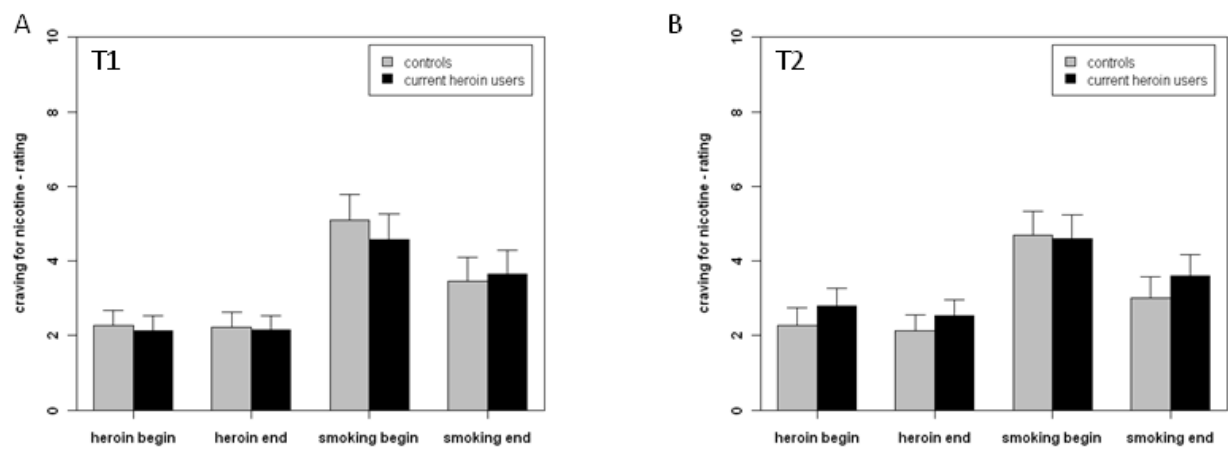 A
T1
controls
current heroin users
craving for nicotine - rating
10
8
6
4
2
0
heroin begin heroin end smoking begin smoking end
B
T2
controls
current heroin users
craving for nicotine - rating
10
8
6
4
2
0
heroin begin heroin end smoking begin smoking end